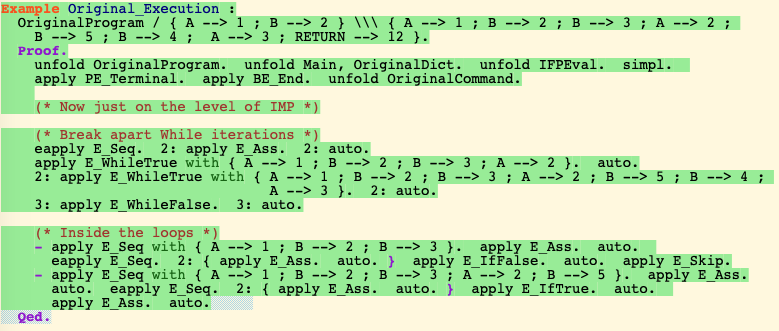 Example Original_Execution :
  OriginalProgram / { A --> 1 ; B --> 2 } \\\ { A --> 1 ; B --> 2 ; B --> 3 ; A --> 2 ;
    B --> 5 ; B --> 4 ;  A --> 3 ; RETURN --> 12 }.
  Proof.
    unfold OriginalProgram.  unfold Main, OriginalDict.  unfold IFPEval.  simpl.
    apply PE_Terminal.  apply BE_End.  unfold OriginalCommand.
    (* Now just on the level of IMP *)
    (* Break apart While iterations *)
    eapply E_Seq.  2: apply E_Ass.  2: auto.
    apply E_WhileTrue with { A --> 1 ; B --> 2 ; B --> 3 ; A --> 2 }.  auto.
    2: apply E_WhileTrue with { A --> 1 ; B --> 2 ; B --> 3 ; A --> 2 ; B --> 5 ; B --> 4 ;
                                A --> 3 }.  2: auto.
    3: apply E_WhileFalse.  3: auto.
    (* Inside the loops *)
    - apply E_Seq with { A --> 1 ; B --> 2 ; B --> 3 }.  apply E_Ass.  auto.
      eapply E_Seq.  2: { apply E_Ass.  auto. }  apply E_IfFalse.  auto.  apply E_Skip.
    - apply E_Seq with { A --> 1 ; B --> 2 ; B --> 3 ; A --> 2 ; B --> 5 }.  apply E_Ass.
      auto.  eapply E_Seq.  2: { apply E_Ass.  auto. }  apply E_IfTrue.  auto.
      apply E_Ass.  auto.
  Qed.